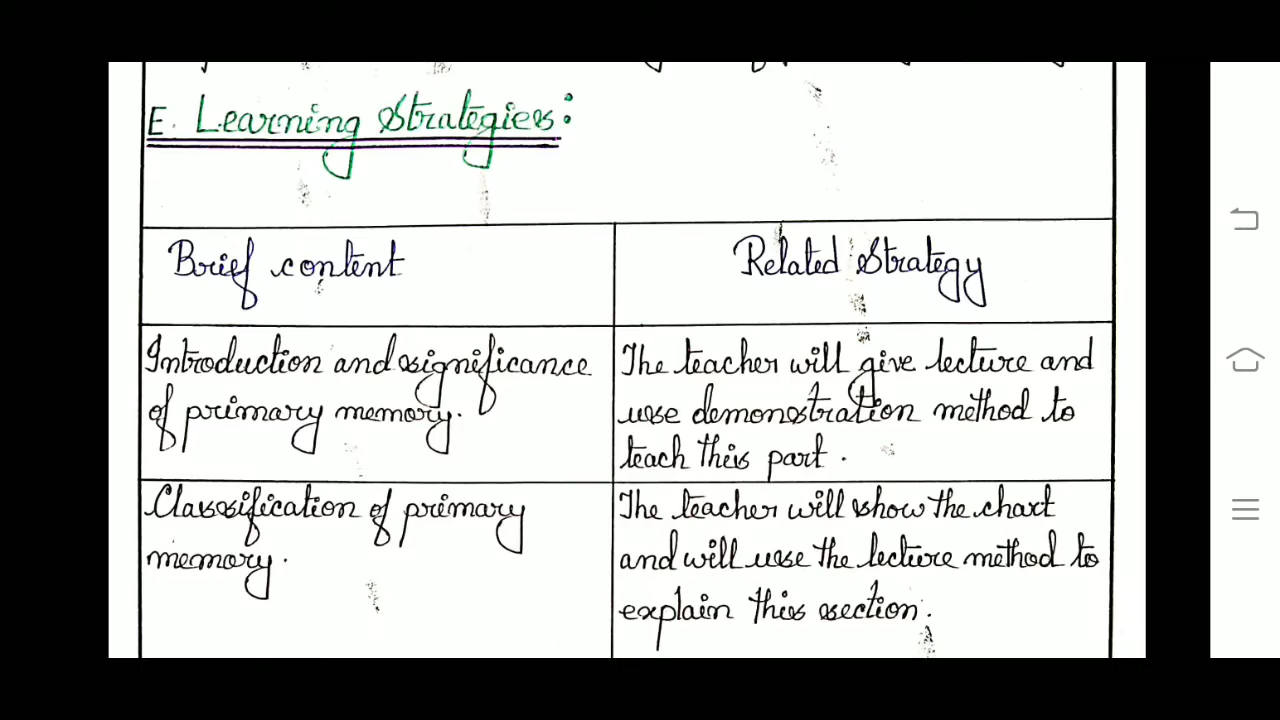 E. Learning Strategies:
Brief content
Related Strategy
Introduction and significance
of primary memory.
The teacher will give lecture and
use demonstration method to
teach this part.
Classification of primary
memory.
The teacher will show the chart
and will use the lecture method to
explain this section.